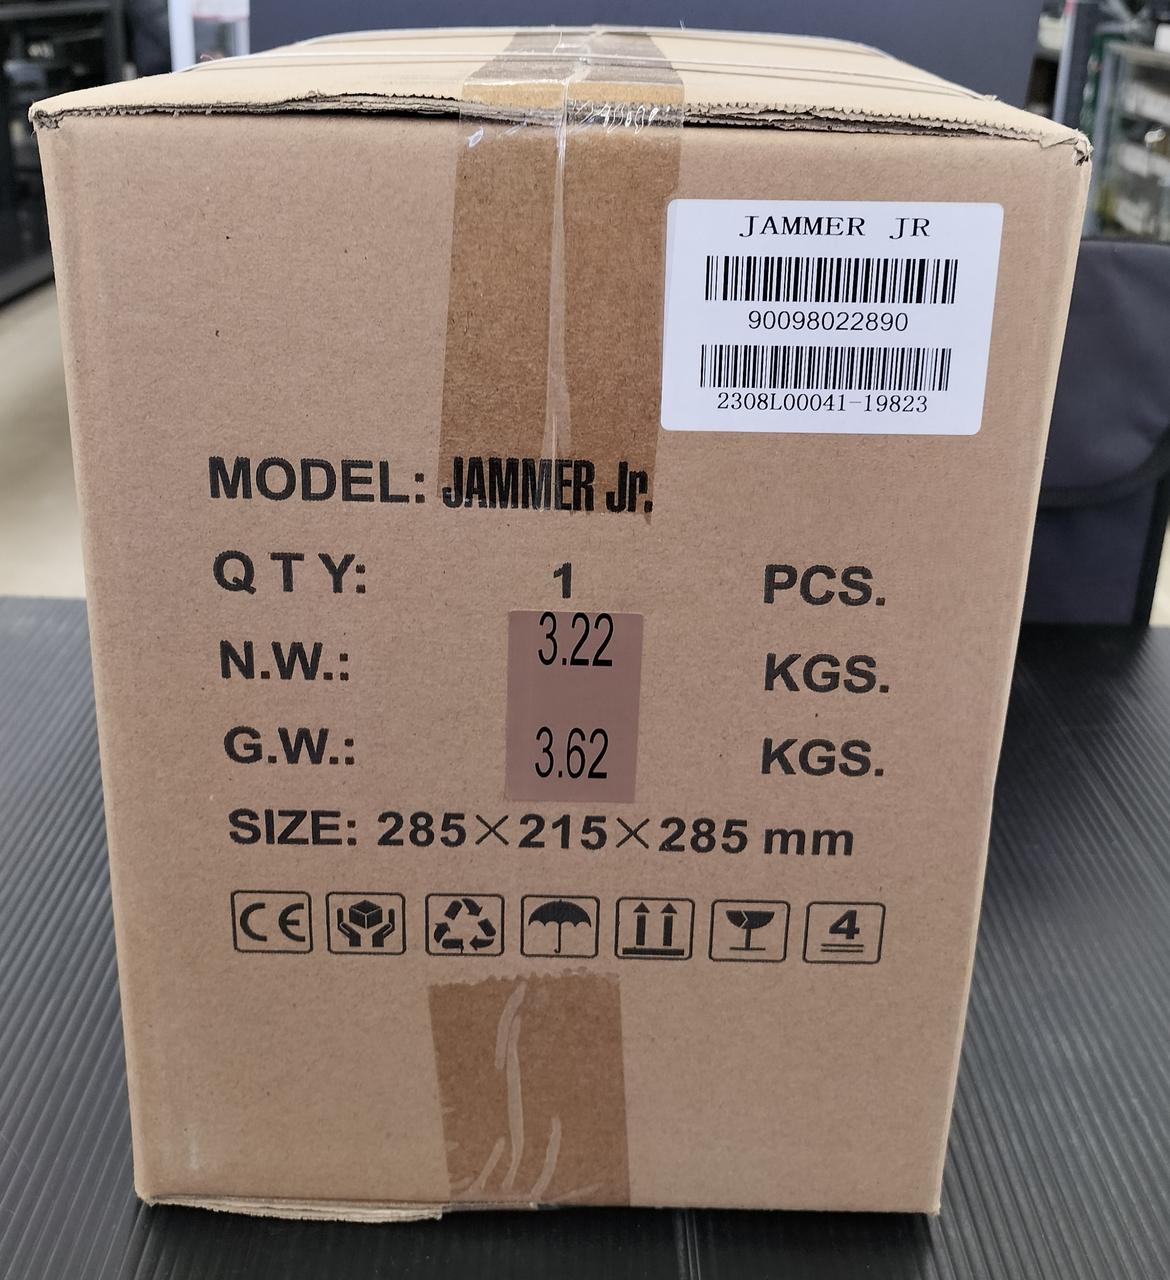 JAMMER JR
90098022890
2308L00041-19823
MODEL: JAMMER Jr.
QTY: 1 PCS.
N.W.: 3.22 KGS.
G.W.: 3.62 KGS.
SIZE: 285×215×285 mm
CE 4